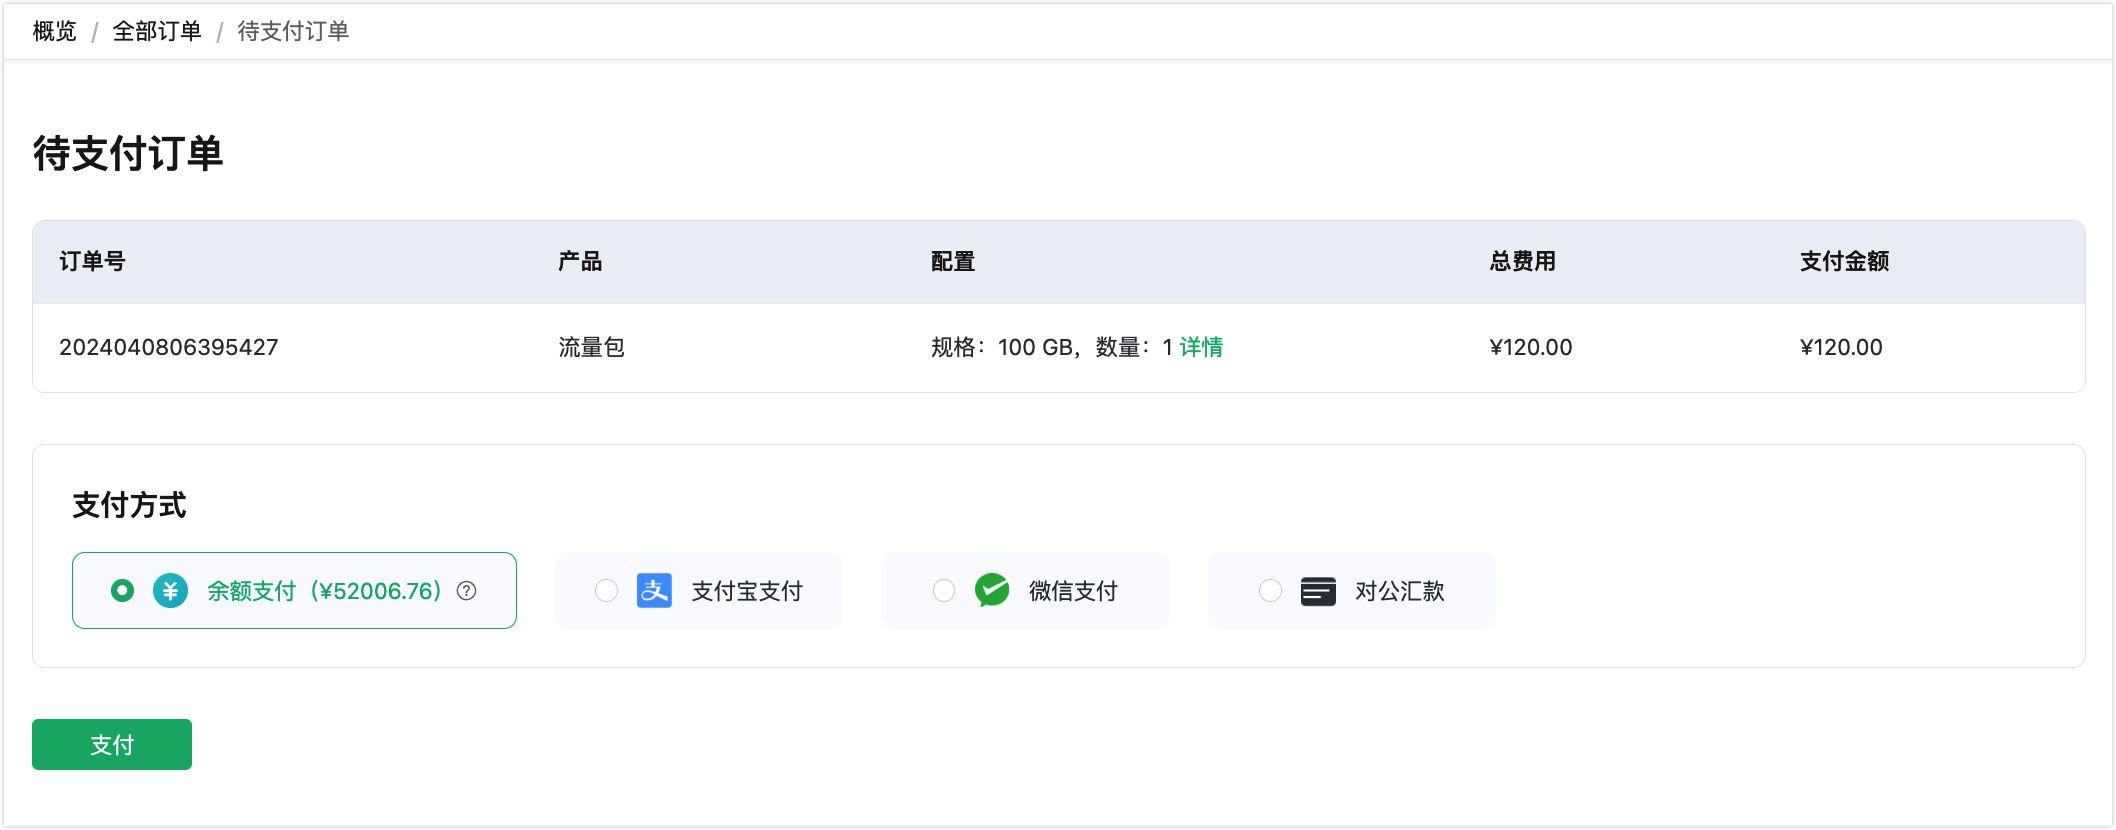 概览 / 全部订单 / 待支付订单
待支付订单
订单号 产品 配置 总费用 支付金额
2024040806395427 流量包 规格：100 GB，数量：1 详情 ¥120.00 ¥120.00
支付方式
余额支付（¥52006.76） 支付宝支付 微信支付 对公汇款
支付